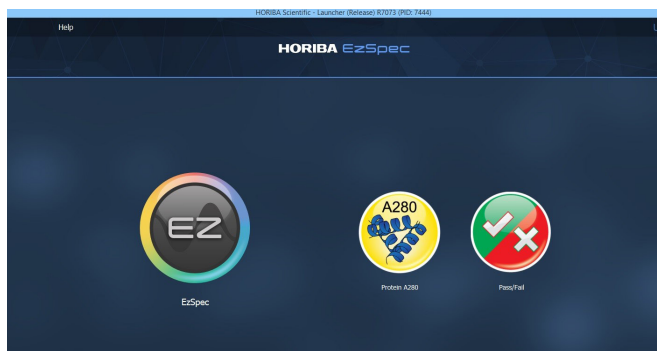 HORIBA Scientific - Launcher (Release) R7073 (PID: 7444)
Help
HORIBA EzSpec
EZ
A280
EzSpec
Protein A280
Pass/Fail